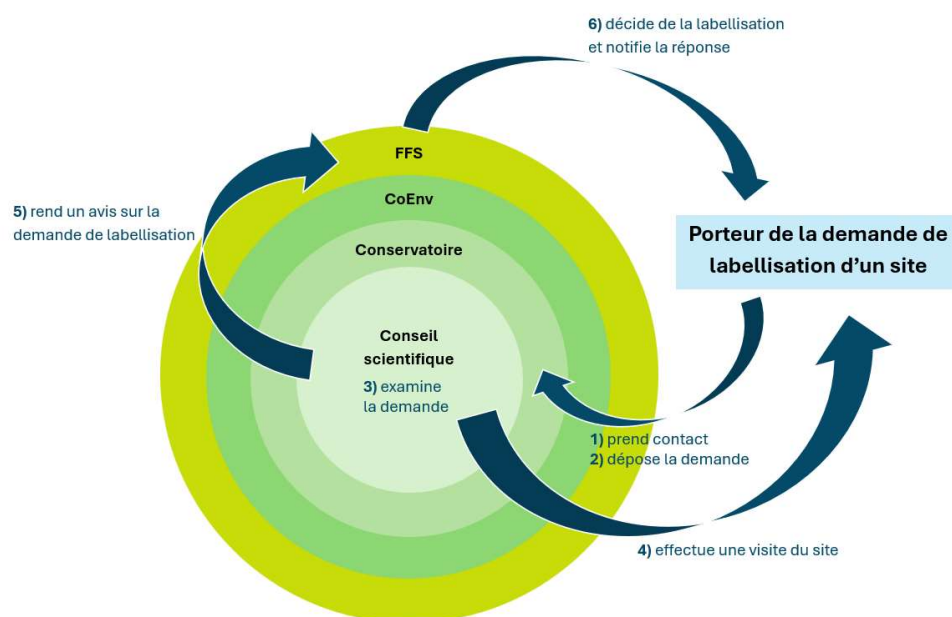 6) décide de la labellisation
et notifie la réponse
FFS
CoEnv
5) rend un avis sur la
demande de labellisation
Conservatoire
Porteur de la demande de
labellisation d'un site
Conseil
scientifique
3) examine
la demande
1) prend contact
2) dépose la demande
4) effectue une visite du site